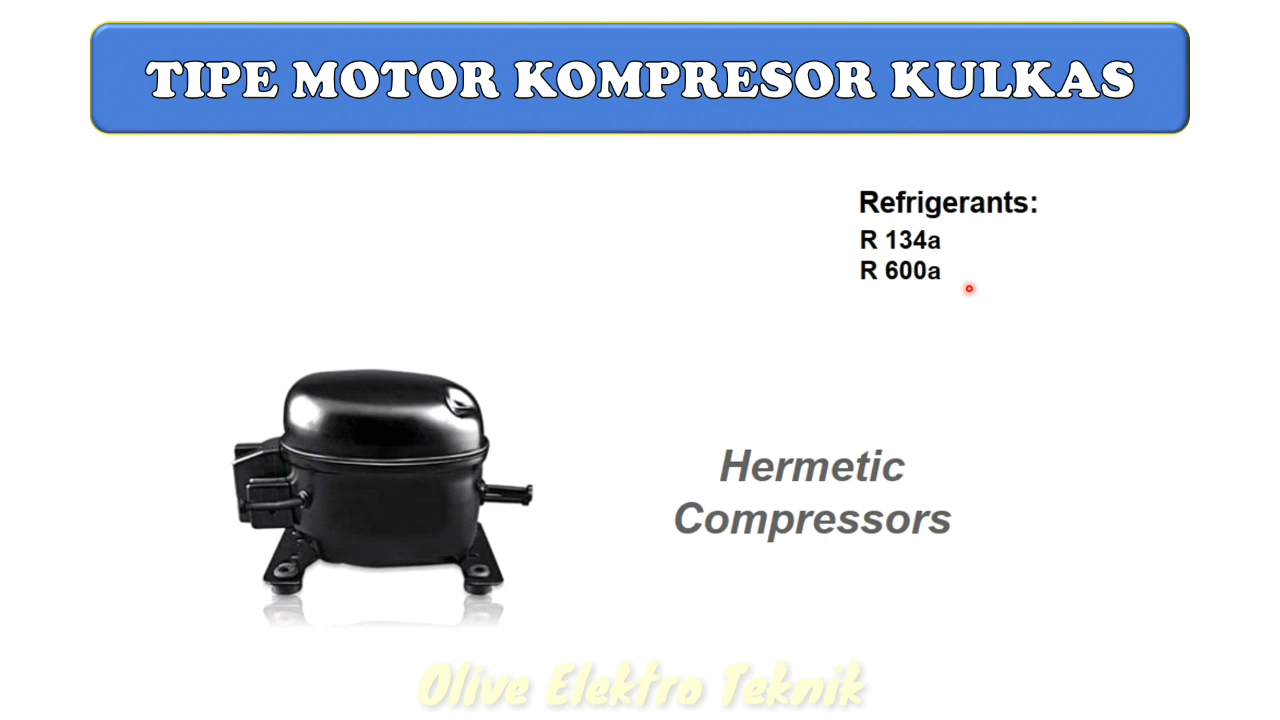 TIPE MOTOR KOMPRESOR KULKAS
Refrigerants:
R 134a
R 600a
Hermetic
Compressors
Olive Elektro Teknik